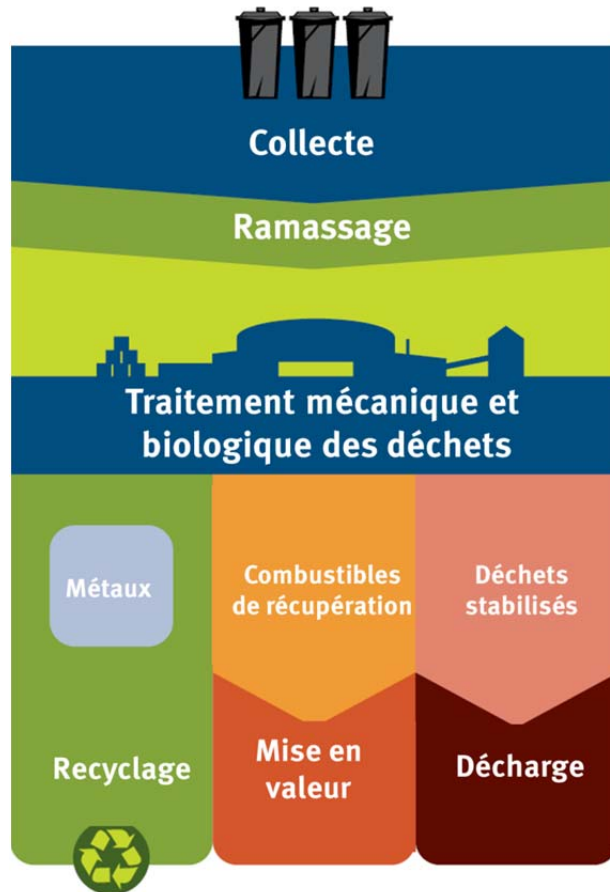 Collecte
Ramassage
Traitement mécanique et
biologique des déchets
Métaux
Combustibles
de récupération
Déchets
stabilisés
Recyclage
Mise en
valeur
Décharge